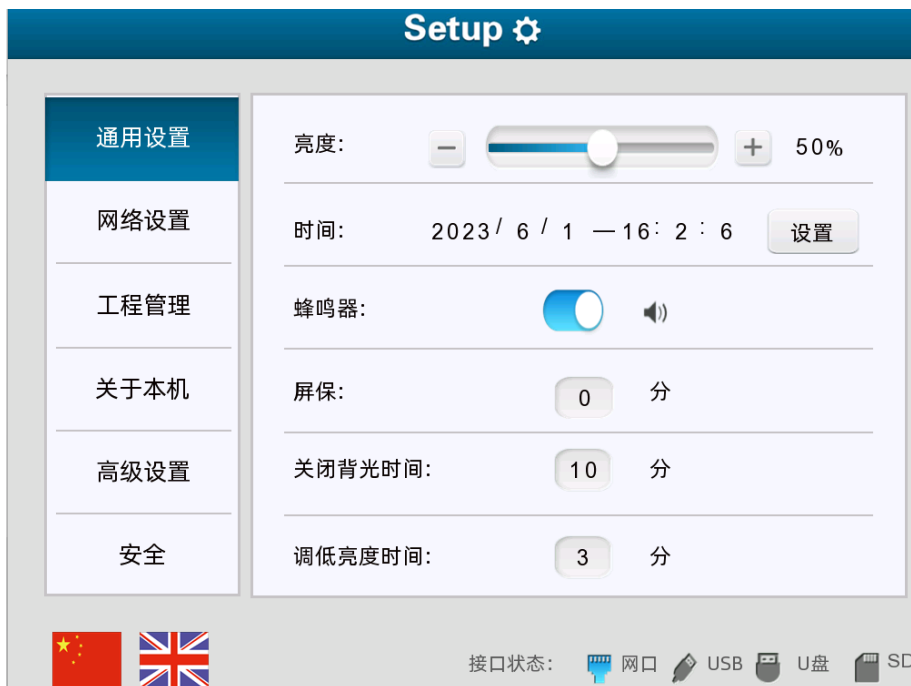 Setup
通用设置
网络设置
工程管理
关于本机
高级设置
安全
亮度: 50%
时间: 2023/ 6 / 1 —16: 2 : 6 设置
蜂鸣器:
屏保: 0 分
关闭背光时间: 10 分
调低亮度时间: 3 分
接口状态: 网口 USB U盘 SD